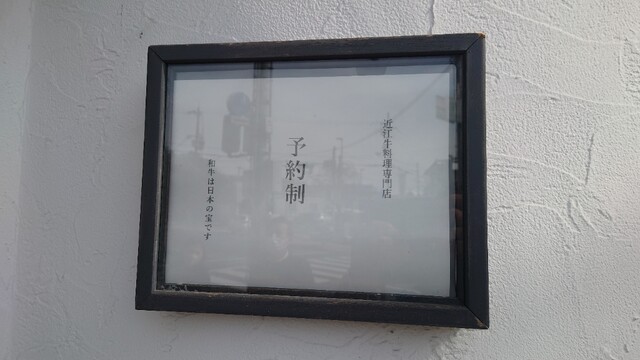 近江牛料理専門店
予約制
和牛は日本の宝です